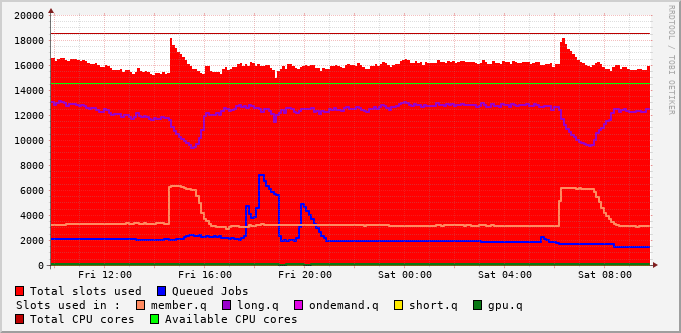 20000
18000
16000
14000
12000
10000
8000
6000
4000
2000
0
Fri 12:00 Fri 16:00 Fri 20:00 Sat 00:00 Sat 04:00 Sat 08:00
RRDTOOL / TOBI OETIKER
Total slots used Queued Jobs
Slots used in : member.q long.q ondemand.q short.q gpu.q
Total CPU cores Available CPU cores